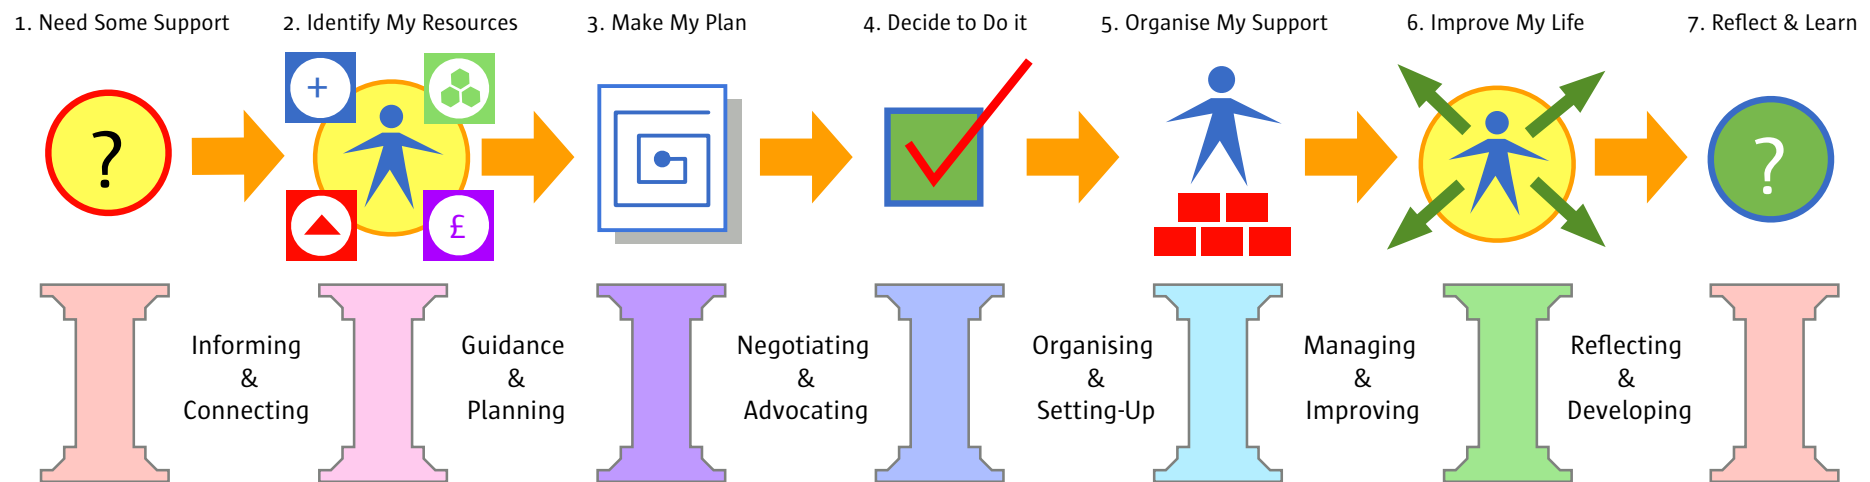 1. Need Some Support
2. Identify My Resources
3. Make My Plan
4. Decide to Do it
5. Organise My Support
6. Improve My Life
7. Reflect & Learn
?
+
£
?
Informing
&
Connecting
Guidance
&
Planning
Negotiating
&
Advocating
Organising
&
Setting-Up
Managing
&
Improving
Reflecting
&
Developing